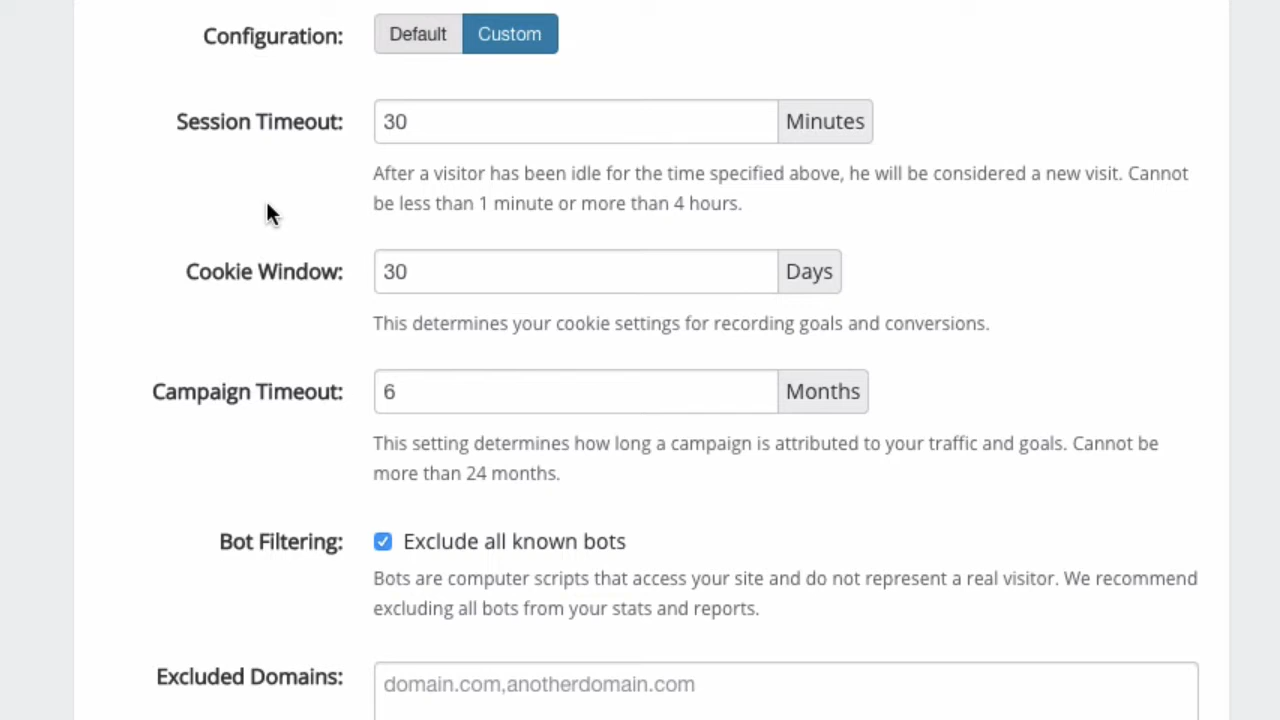 Configuration: Default Custom
Session Timeout: 30 Minutes
After a visitor has been idle for the time specified above, he will be considered a new visit. Cannot
be less than 1 minute or more than 4 hours.
Cookie Window: 30 Days
This determines your cookie settings for recording goals and conversions.
Campaign Timeout: 6 Months
This setting determines how long a campaign is attributed to your traffic and goals. Cannot be
more than 24 months.
Bot Filtering: Exclude all known bots
Bots are computer scripts that access your site and do not represent a real visitor. We recommend
excluding all bots from your stats and reports.
Excluded Domains: domain.com,anotherdomain.com